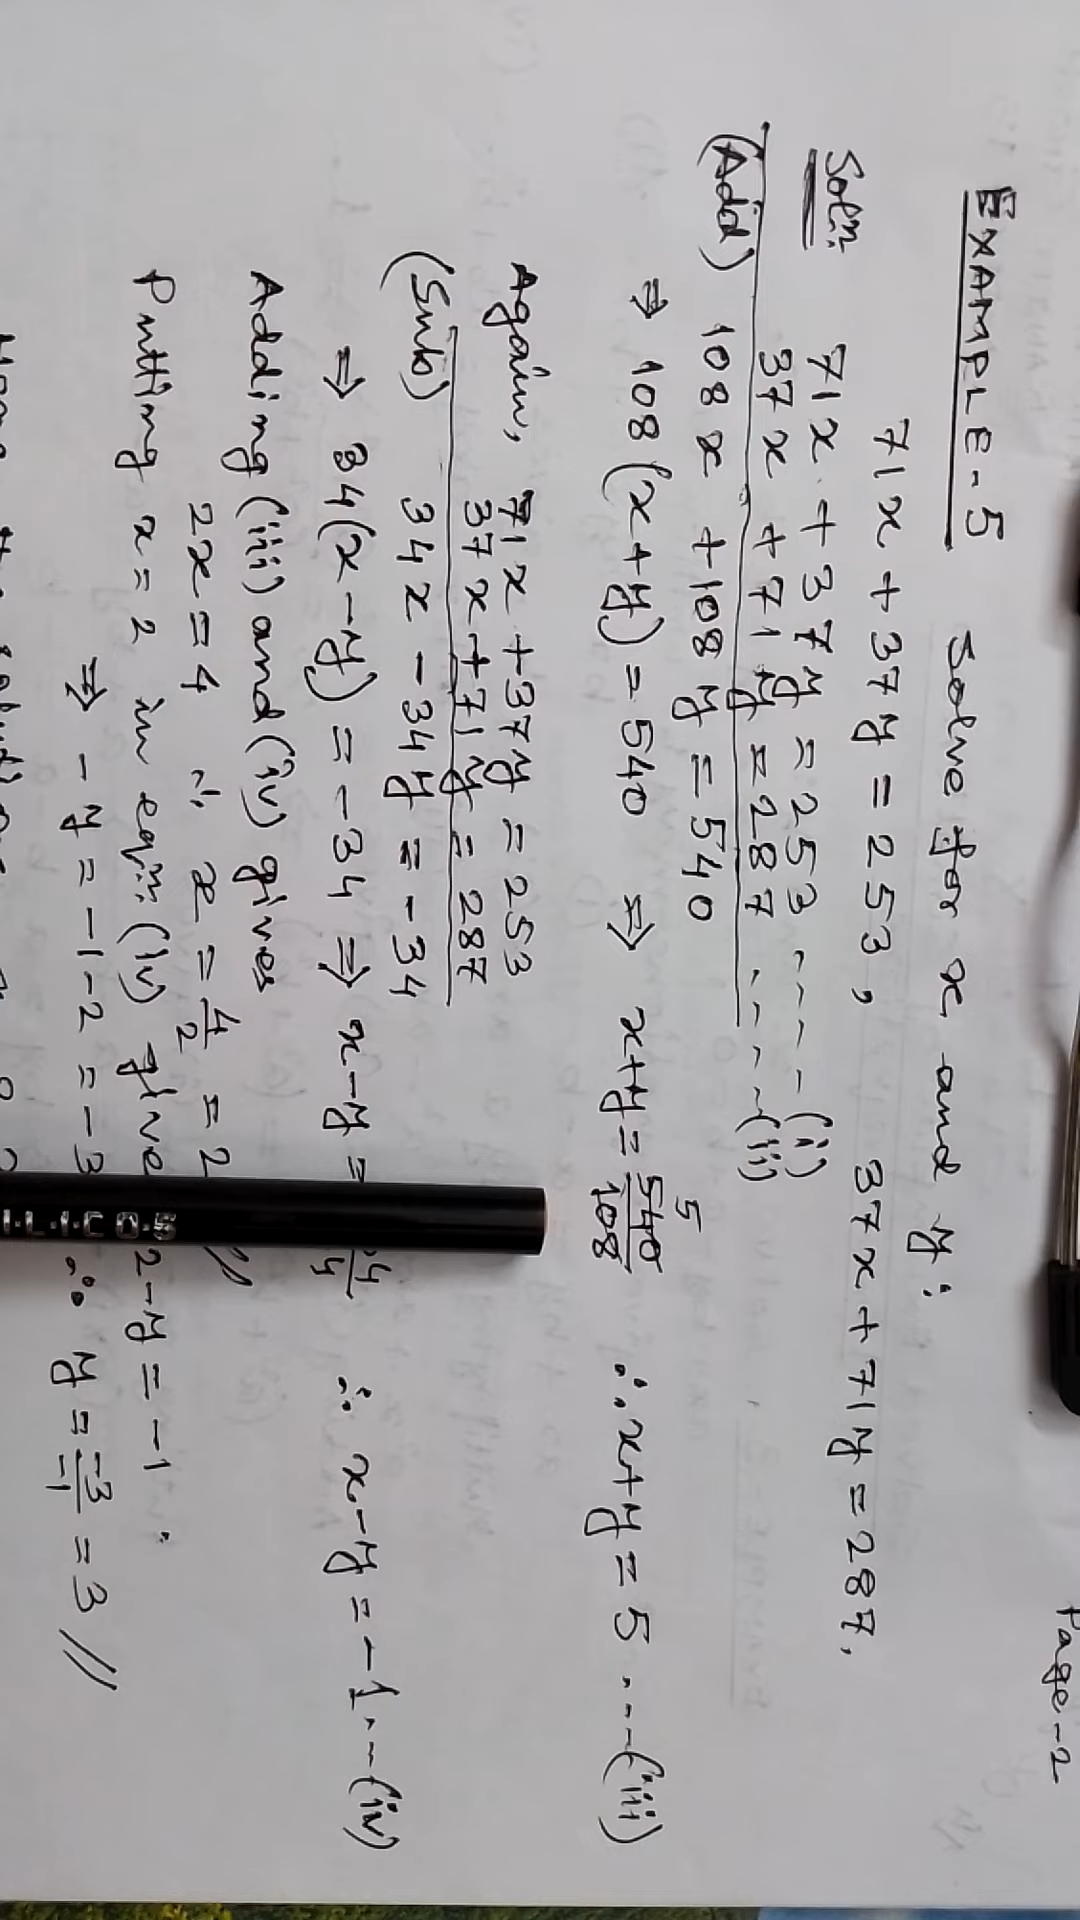 Page-2
EXAMPLE-5 Solve for x and y:
71x + 37y = 253, 37x + 71y = 287.
Soln: 71x + 37y = 253 ---- (i)
37x + 71y = 287 ---- (ii)
(Add) 108x + 108y = 540
⇒ 108(x+y) = 540 ⇒ x+y = 540/108 5 ∴ x+y = 5 ---(iii)
Again, 71x + 37y = 253
37x + 71y = 287
(Sub) 34x - 34y = -34
⇒ 34(x-y) = -34 ⇒ x-y = ∴ x-y = -1 ---(iv)
Adding (iii) and (iv) gives
2x = 4 ∴ x = 4/2 = 2 //
Putting x = 2 in eqn: (iv) give 2-y = -1
⇒ -y = -1-2 = -3 ∴ y = -3/-1 = 3 //